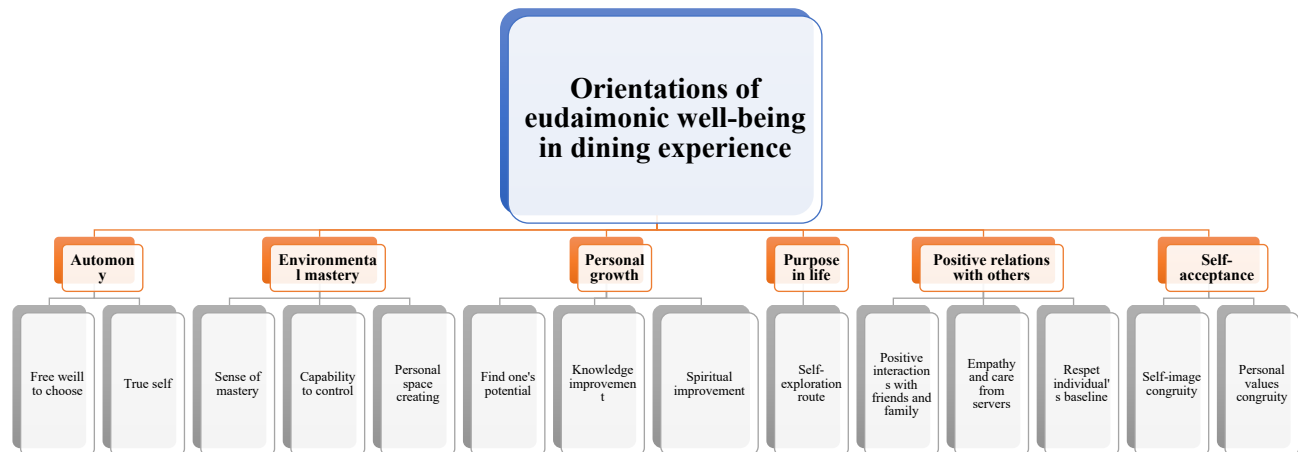 Orientations of
eudaimonic well-being
in dining experience
Automon
y
Environmenta
l mastery
Personal
growth
Purpose
in life
Positive relations
with others
Self-
acceptance
Free weill
to choose
True self
Sense of
mastery
Capability
to control
Personal
space
creating
Find one's
potential
Knowledge
improvemen
t
Spiritual
improvement
Self-
exploration
route
Positive
interaction
s with
friends and
family
Empathy
and care
from
servers
Respet
individual'
s baseline
Self-image
congruity
Personal
values
congruity